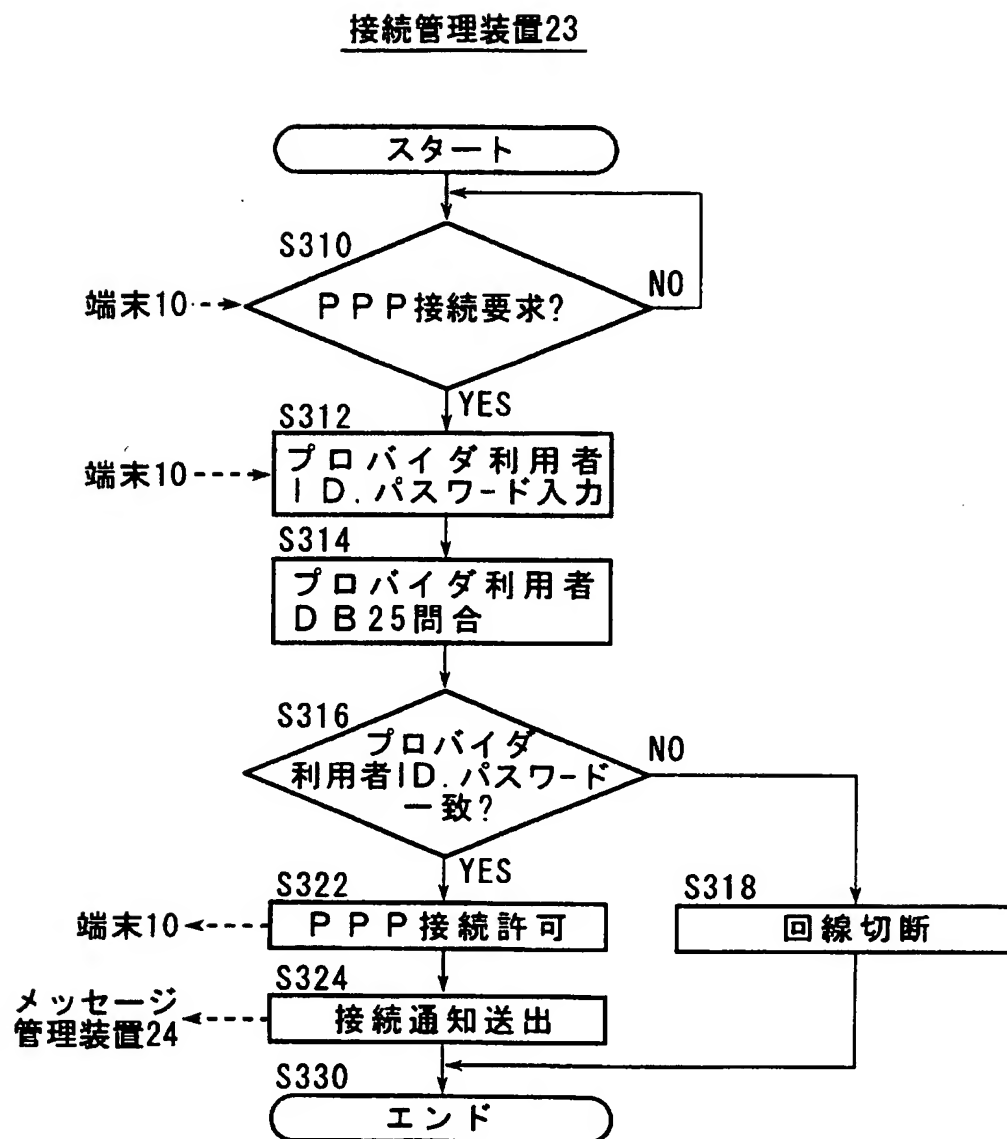 接続管理装置23
スタート
S310
端末10
PPP接続要求?
NO
YES
S312
端末10
プロバイダ利用者
ID.パスワード入力
S314
プロバイダ利用者
DB25問合
S316
プロバイダ
利用者ID.パスワード
一致?
NO
YES
S322
端末10
PPP接続許可
S318
回線切断
S324
メッセージ
管理装置24
接続通知送出
S330
エンド